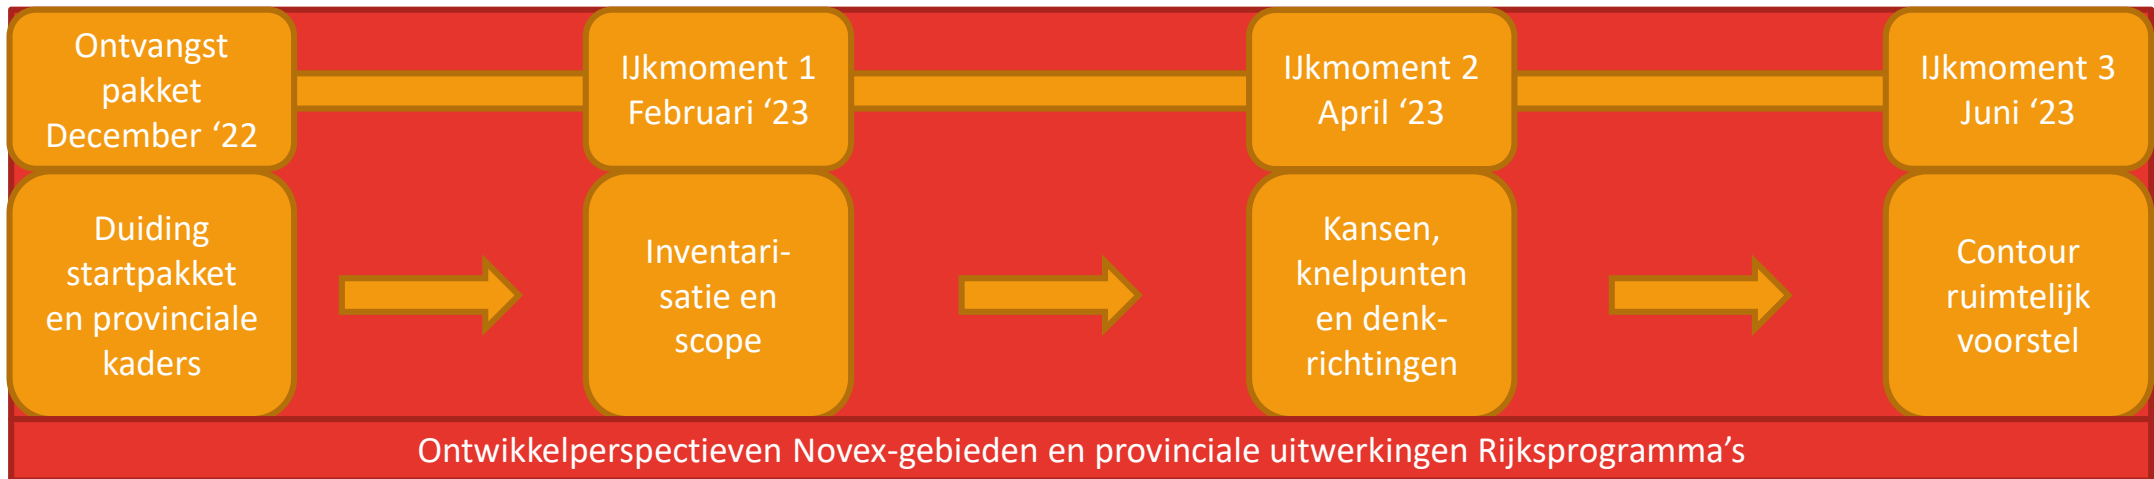 Ontvangst
pakket
December ‘22
IJkmoment 1
Februari ‘23
IJkmoment 2
April ‘23
IJkmoment 3
Juni ‘23
Duiding
startpakket
en provinciale
kaders
Inventari-
satie en
scope
Kansen,
knelpunten
en denk-
richtingen
Contour
ruimtelijk
voorstel
Ontwikkelperspectieven Novex-gebieden en provinciale uitwerkingen Rijksprogramma’s